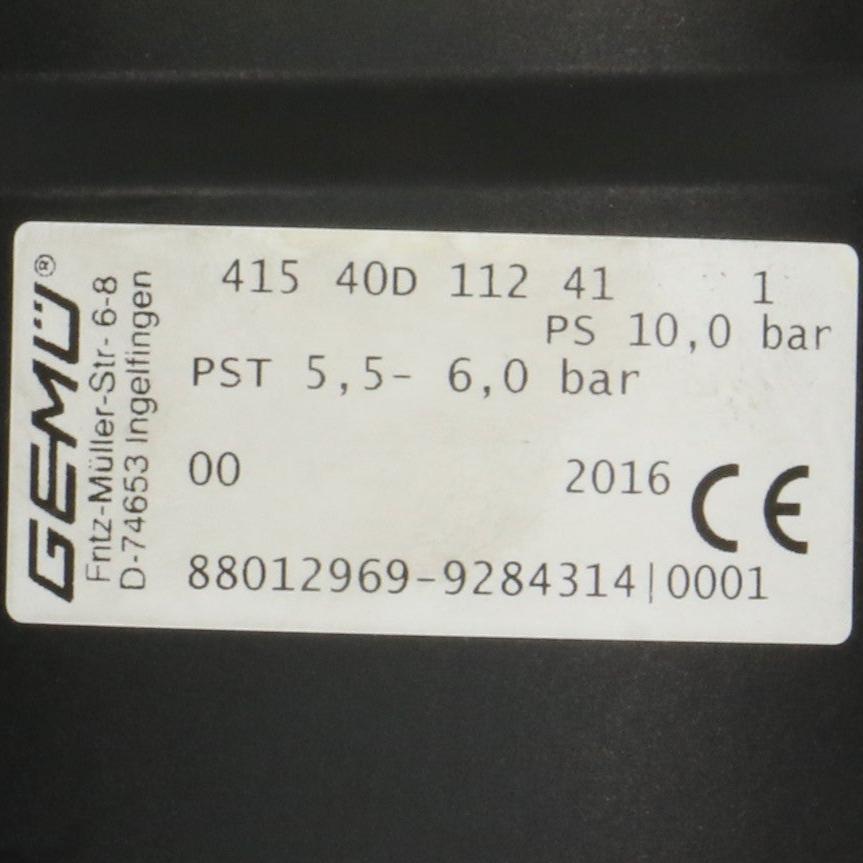 GEMÜ®
Fritz-Müller-Str- 6-8
D-74653 Ingelfingen
415 40D 112 41 1
PS 10,0 bar
PST 5,5- 6,0 bar
00 2016 CE
88012969-9284314|0001